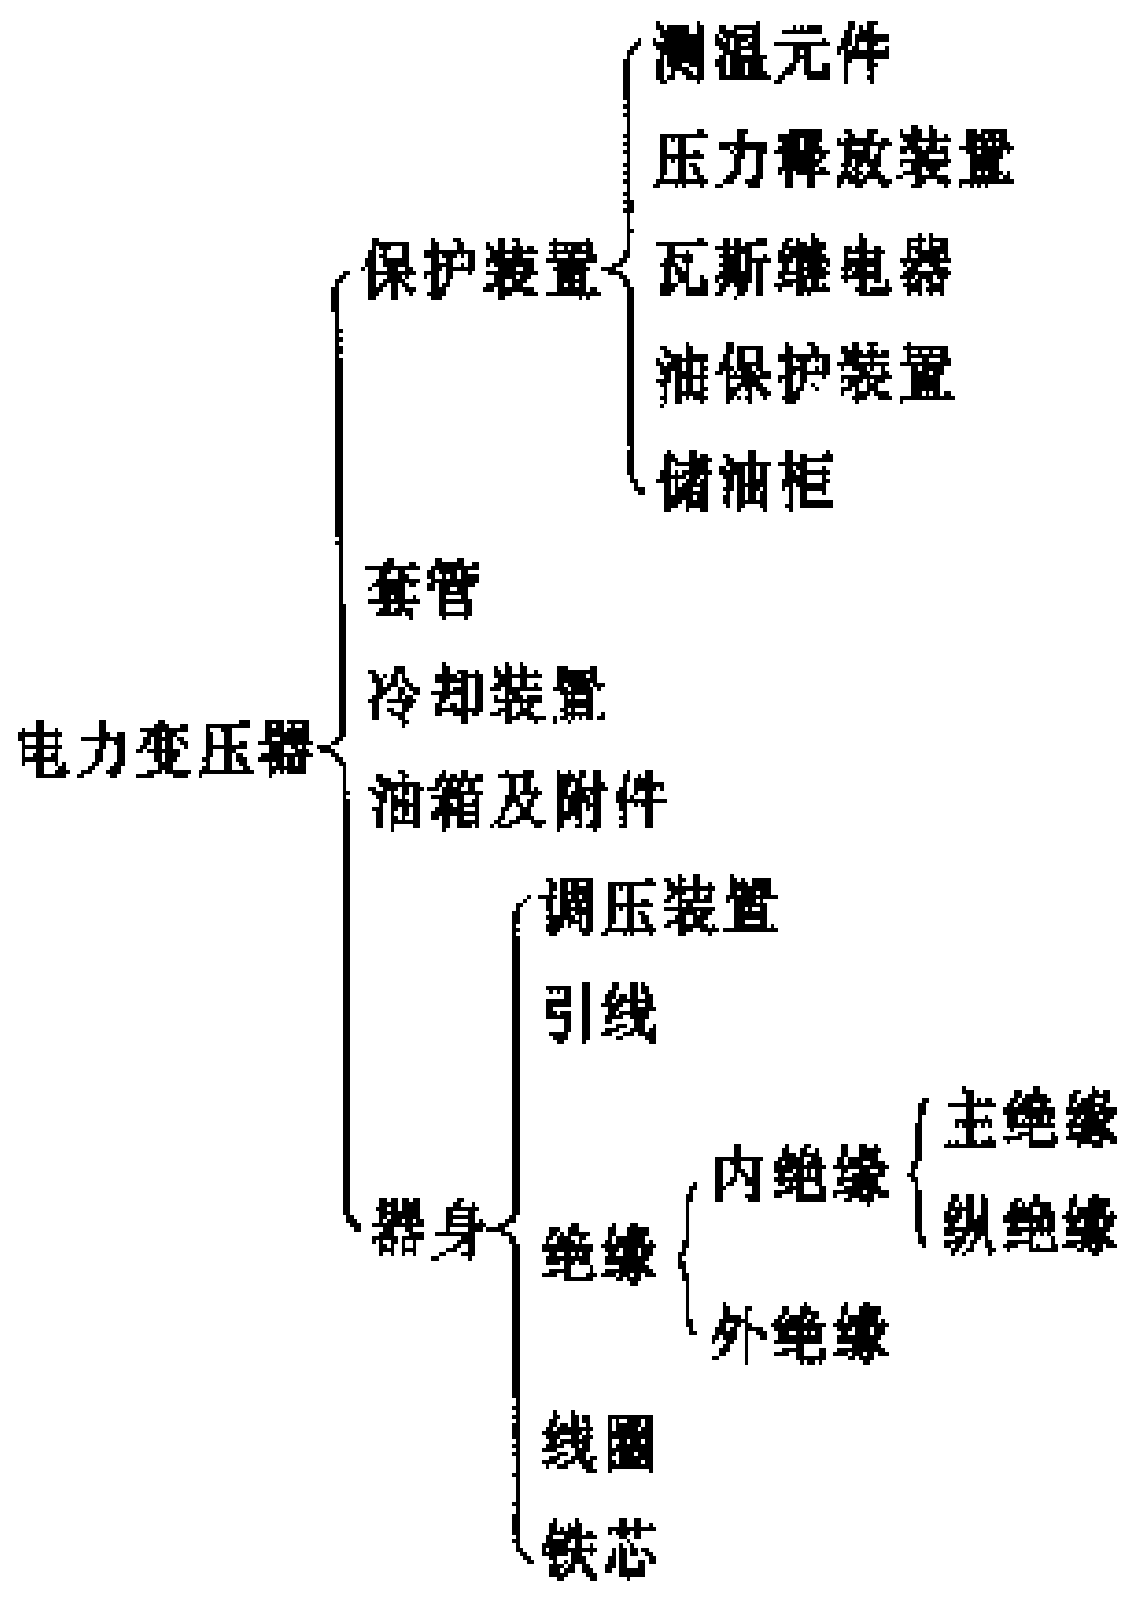 测温元件
压力释放装置
保护装置
瓦斯继电器
油保护装置
储油柜
套管
冷却装置
电力变压器
油箱及附件
调压装置
引线
主绝缘
内绝缘
纵绝缘
器身
绝缘
外绝缘
线圈
铁芯